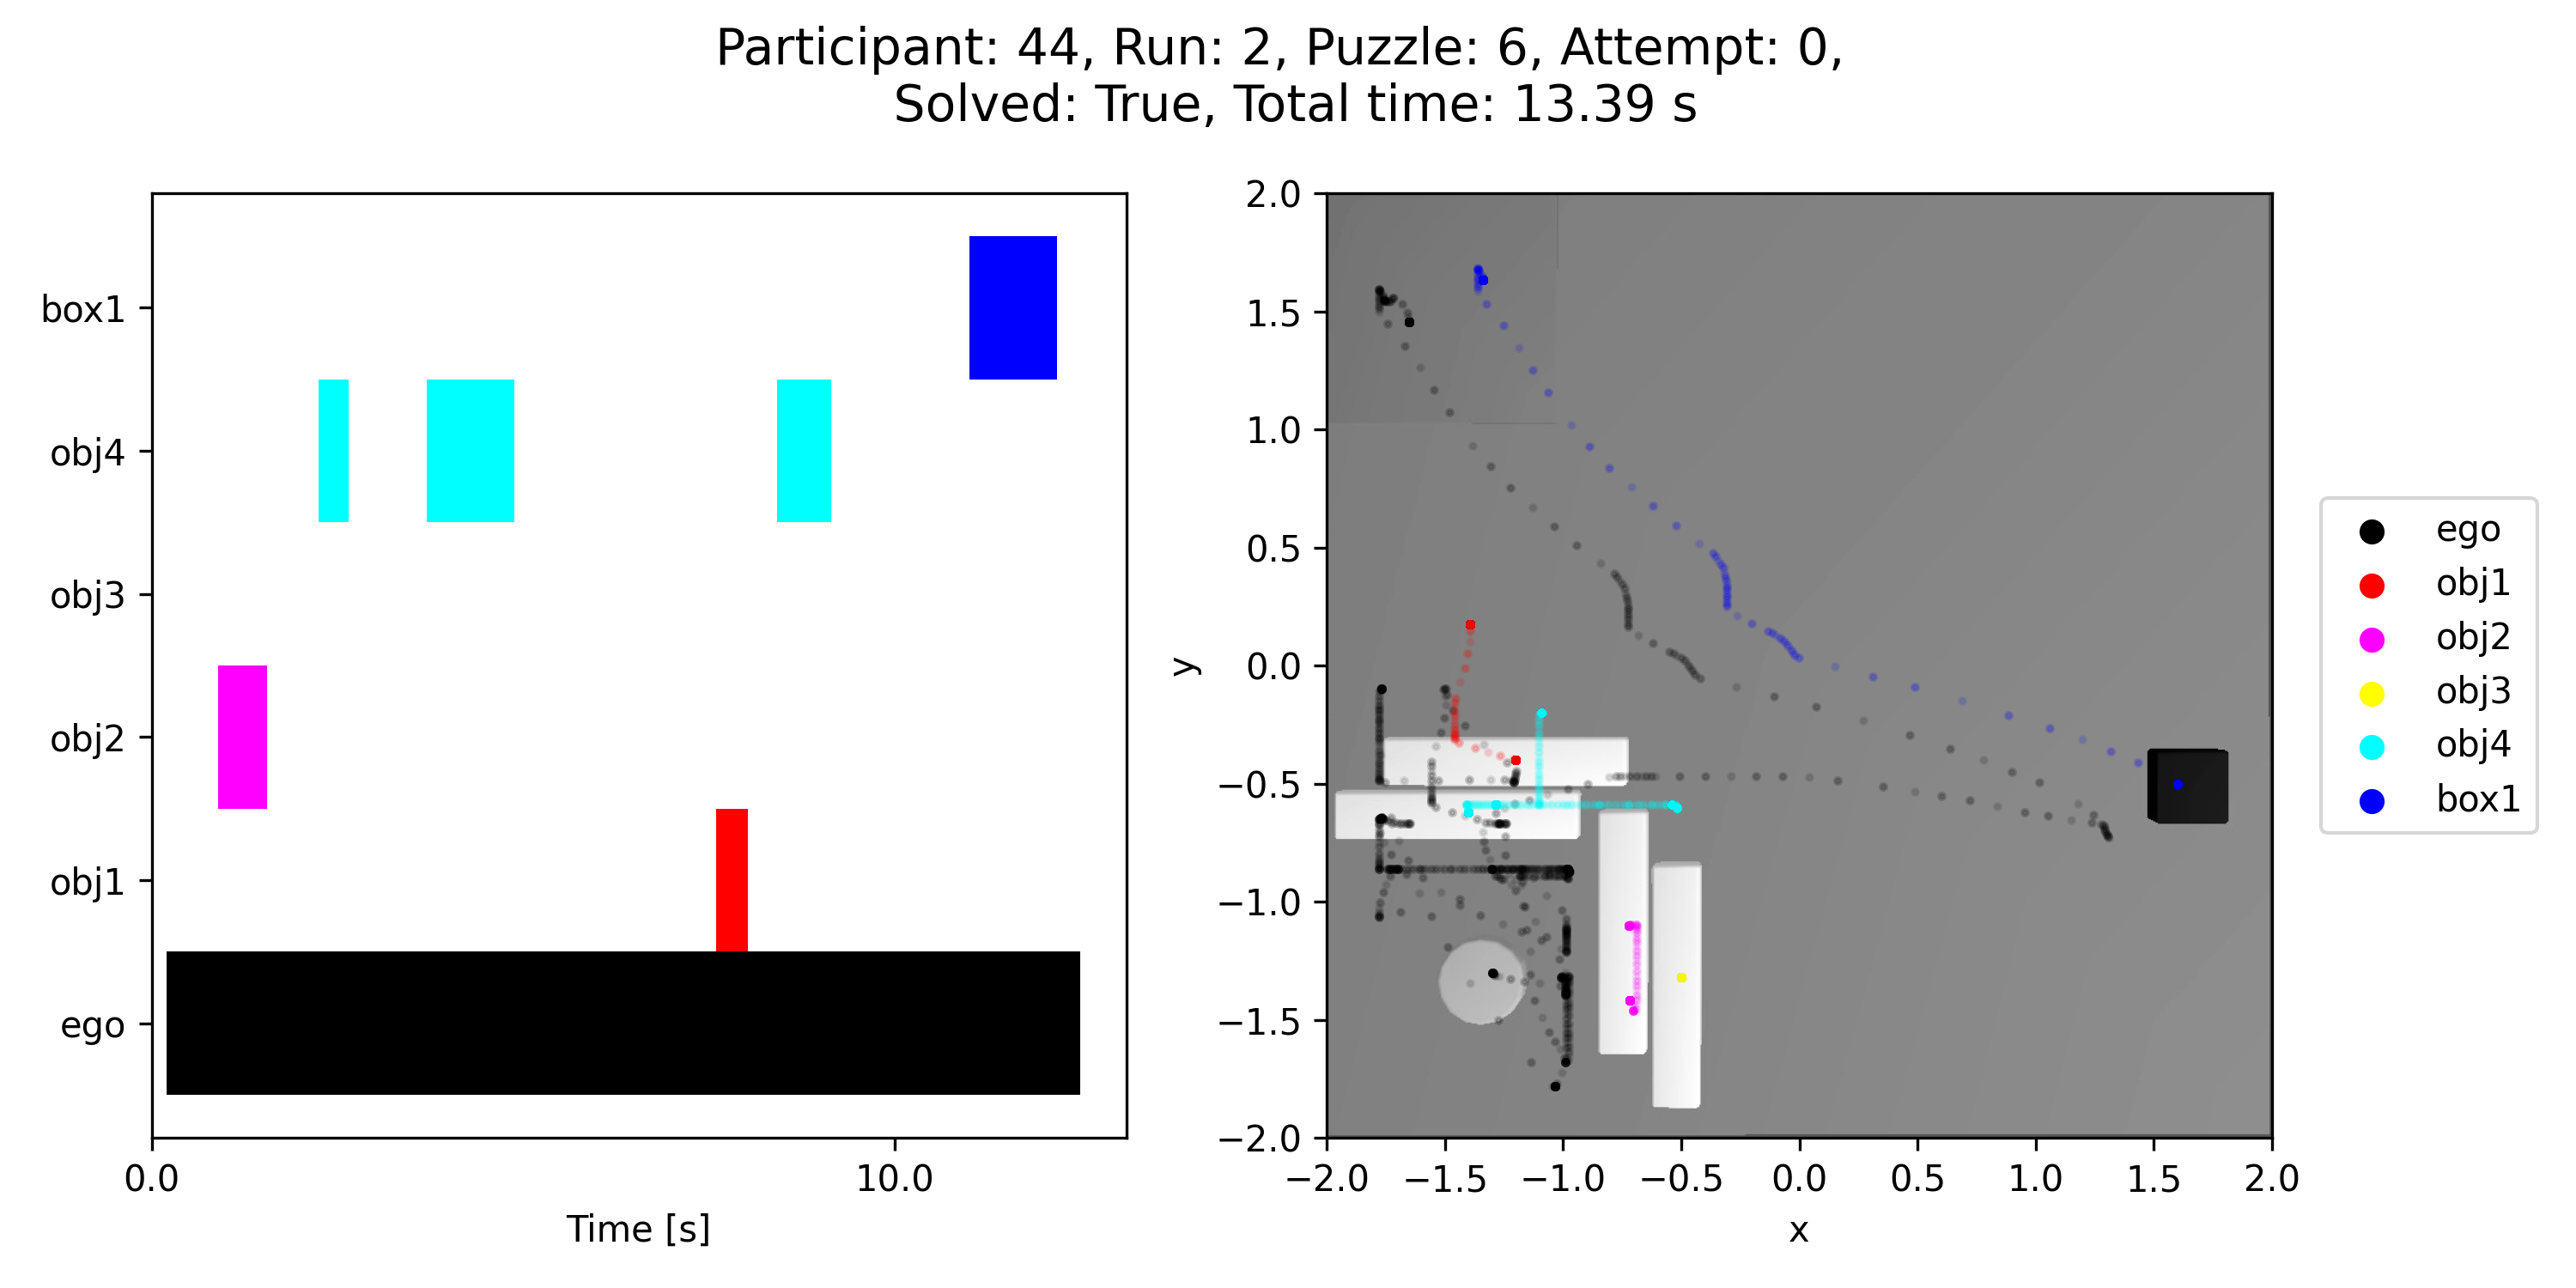 Participant: 44, Run: 2, Puzzle: 6, Attempt: 0,
Solved: True, Total time: 13.39 s
box1
obj4
obj3
obj2
obj1
ego
0.0
10.0
Time [s]
2.0
1.5
1.0
0.5
0.0
−0.5
−1.0
−1.5
−2.0
y
−2.0
−1.5
−1.0
−0.5
0.0
0.5
1.0
1.5
2.0
x
ego
obj1
obj2
obj3
obj4
box1